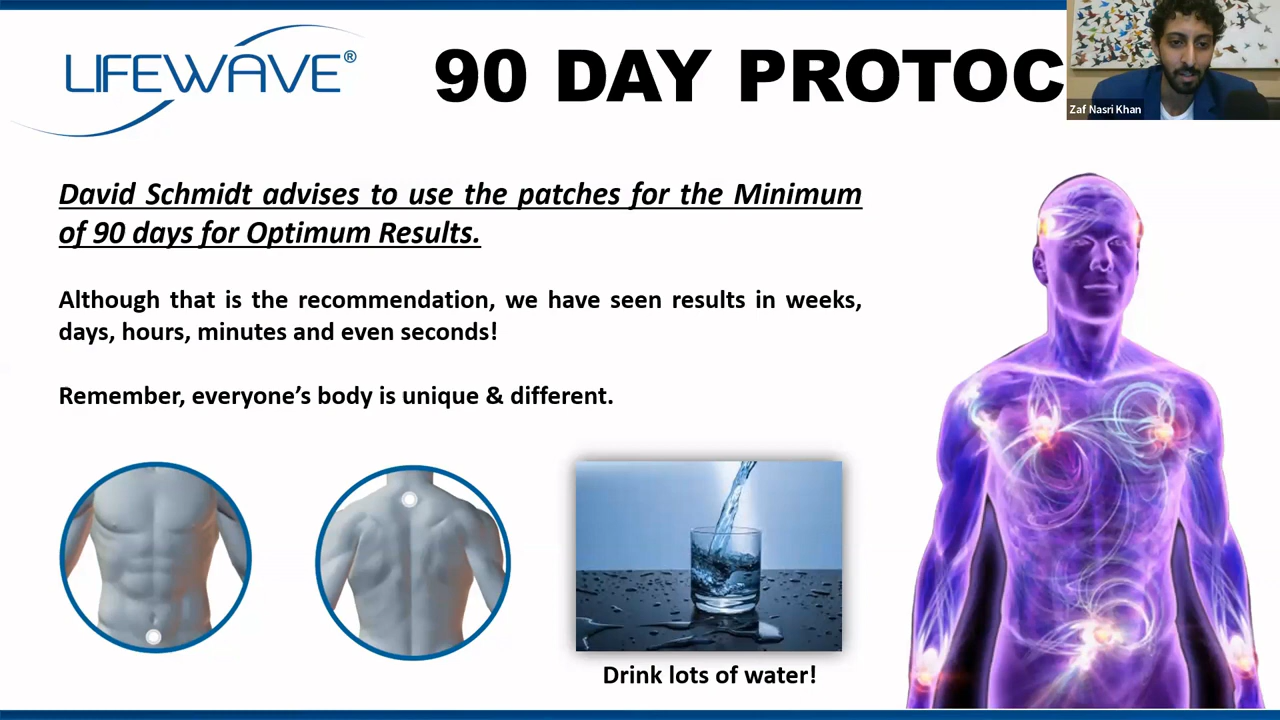 LIFEWAVE®
90 DAY PROTOC
Zaf Nasri Khan
David Schmidt advises to use the patches for the Minimum
of 90 days for Optimum Results.
Although that is the recommendation, we have seen results in weeks,
days, hours, minutes and even seconds!
Remember, everyone’s body is unique & different.
Drink lots of water!